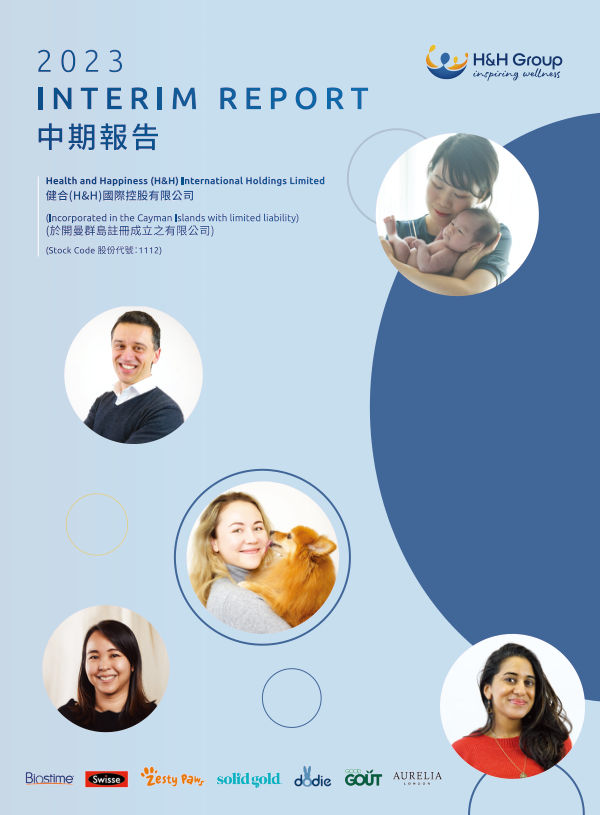 2023
INTERIM REPORT
中期報告
H&H Group
inspiring wellness
Health and Happiness (H&H) International Holdings Limited
健合(H&H)國際控股有限公司
(Incorporated in the Cayman Islands with limited liability)
(於開曼群島註冊成立之有限公司)
(Stock Code 股份代號：1112)
Biostime
Swisse
Zesty Paws
solid gold
dodie
GOOD
GOÛT
AURELIA
LONDON